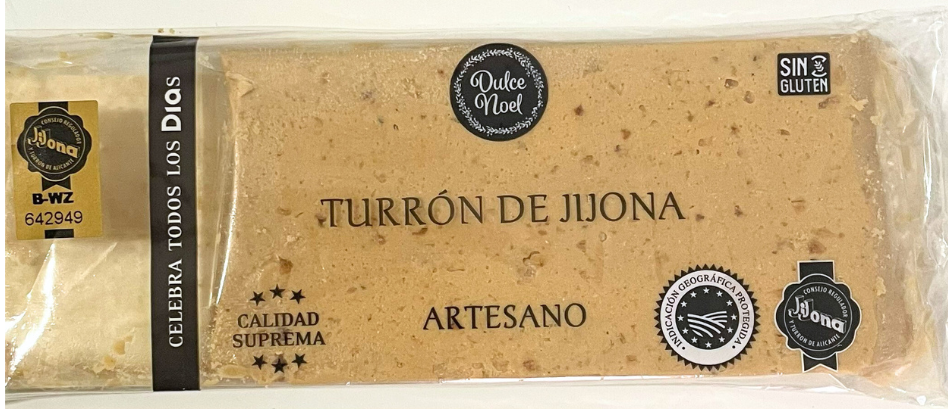 Jijona
CONSEJO REGULADOR
Y TURRÓN DE ALICANTE
B-WZ
642949
CELEBRA TODOS LOS Días
Dulce
Noel
SIN
GLUTEN
TURRÓN DE JIJONA
ARTESANO
CALIDAD
SUPREMA
INDICACIÓN GEOGRÁFICA PROTEGIDA
CONSEJO REGULADOR
Jijona
Y TURRÓN DE ALICANTE